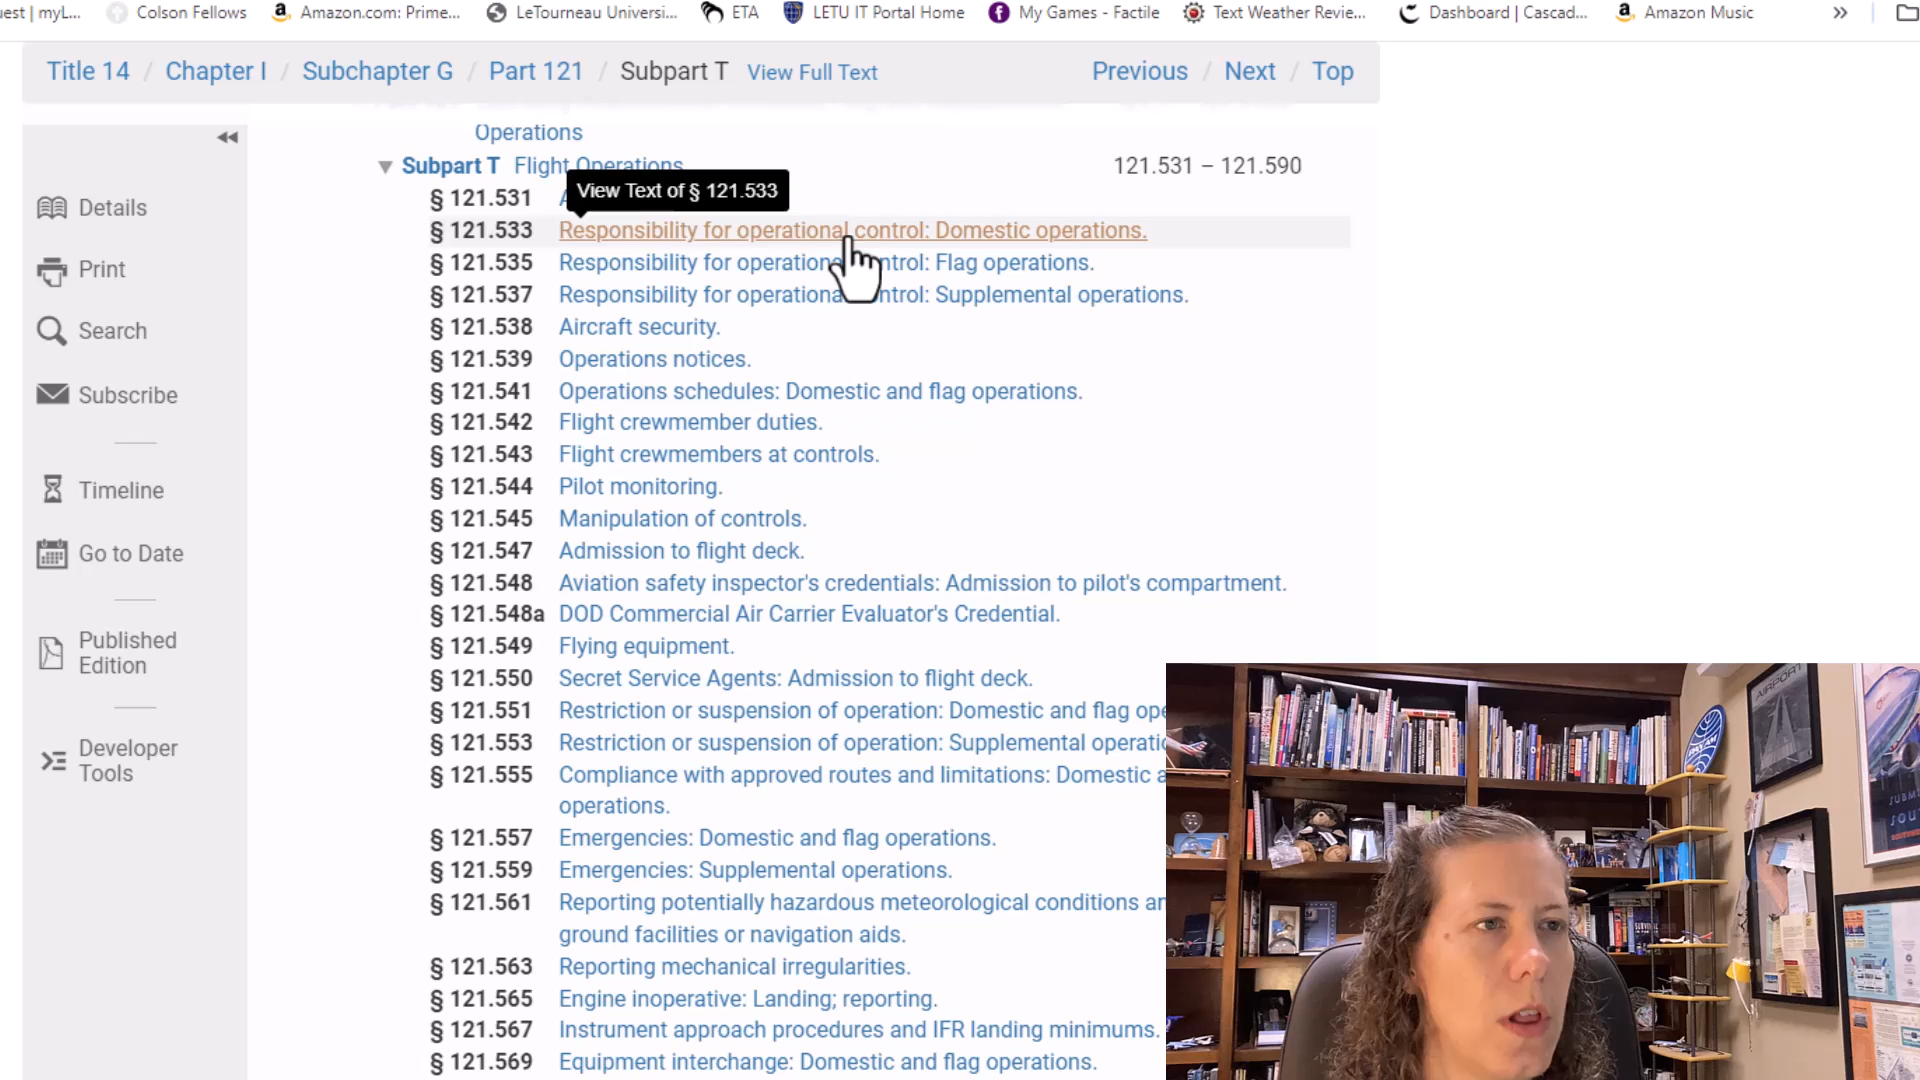 uest | myL...
Colson Fellows
Amazon.com: Prime...
LeTourneau Universi...
ETA
LETU IT Portal Home
My Games - Factile
Text Weather Revie...
Dashboard | Cascad...
Amazon Music
Title 14 / Chapter I / Subchapter G / Part 121 / Subpart T View Full Text
Previous / Next / Top
Details
Print
Search
Subscribe
Timeline
Go to Date
Published
Edition
Developer
Tools
Operations
Subpart T Flight Operations 121.531 – 121.590
View Text of § 121.533
§ 121.531
§ 121.533 Responsibility for operational control: Domestic operations.
§ 121.535 Responsibility for operationa ntrol: Flag operations.
§ 121.537 Responsibility for operationa ntrol: Supplemental operations.
§ 121.538 Aircraft security.
§ 121.539 Operations notices.
§ 121.541 Operations schedules: Domestic and flag operations.
§ 121.542 Flight crewmember duties.
§ 121.543 Flight crewmembers at controls.
§ 121.544 Pilot monitoring.
§ 121.545 Manipulation of controls.
§ 121.547 Admission to flight deck.
§ 121.548 Aviation safety inspector's credentials: Admission to pilot's compartment.
§ 121.548a DOD Commercial Air Carrier Evaluator's Credential.
§ 121.549 Flying equipment.
§ 121.550 Secret Service Agents: Admission to flight deck.
§ 121.551 Restriction or suspension of operation: Domestic and flag ope
§ 121.553 Restriction or suspension of operation: Supplemental operatio
§ 121.555 Compliance with approved routes and limitations: Domestic a
operations.
§ 121.557 Emergencies: Domestic and flag operations.
§ 121.559 Emergencies: Supplemental operations.
§ 121.561 Reporting potentially hazardous meteorological conditions an
ground facilities or navigation aids.
§ 121.563 Reporting mechanical irregularities.
§ 121.565 Engine inoperative: Landing; reporting.
§ 121.567 Instrument approach procedures and IFR landing minimums.
§ 121.569 Equipment interchange: Domestic and flag operations.
AIRPORT
PAN AM